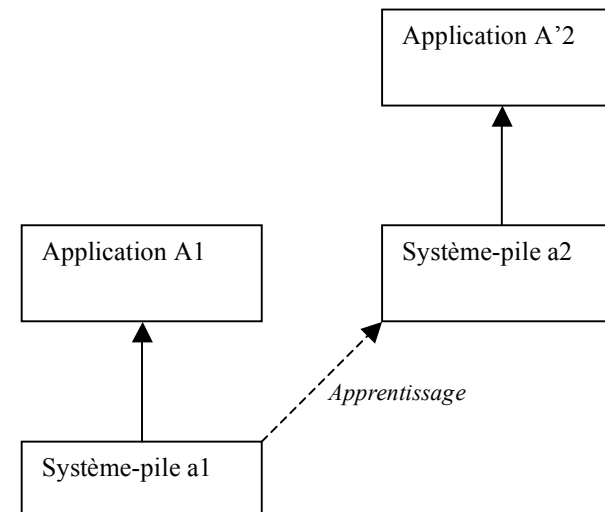 Application A’2
Application A1
Système-pile a2
Apprentissage
Système-pile a1